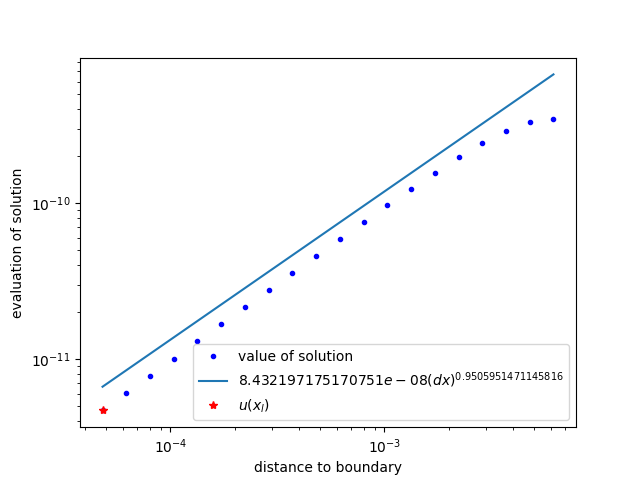 evaluation of solution
10^{-10}
10^{-11}
value of solution
8.432197175170751e − 08(dx)^{0.9505951471145816}
u(x_l)
10^{-4}
10^{-3}
distance to boundary